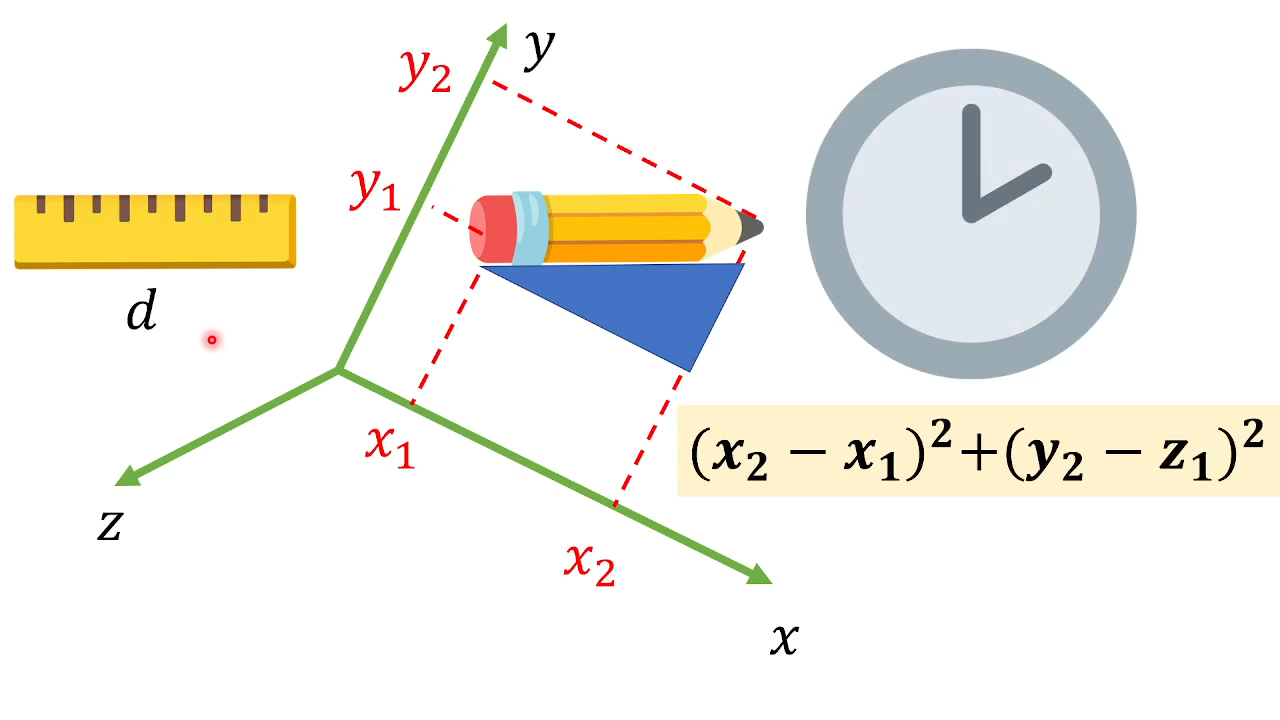 y
y₂
y₁
d
x₁
(x₂ − x₁)²+(y₂ − z₁)²
z
x₂
x